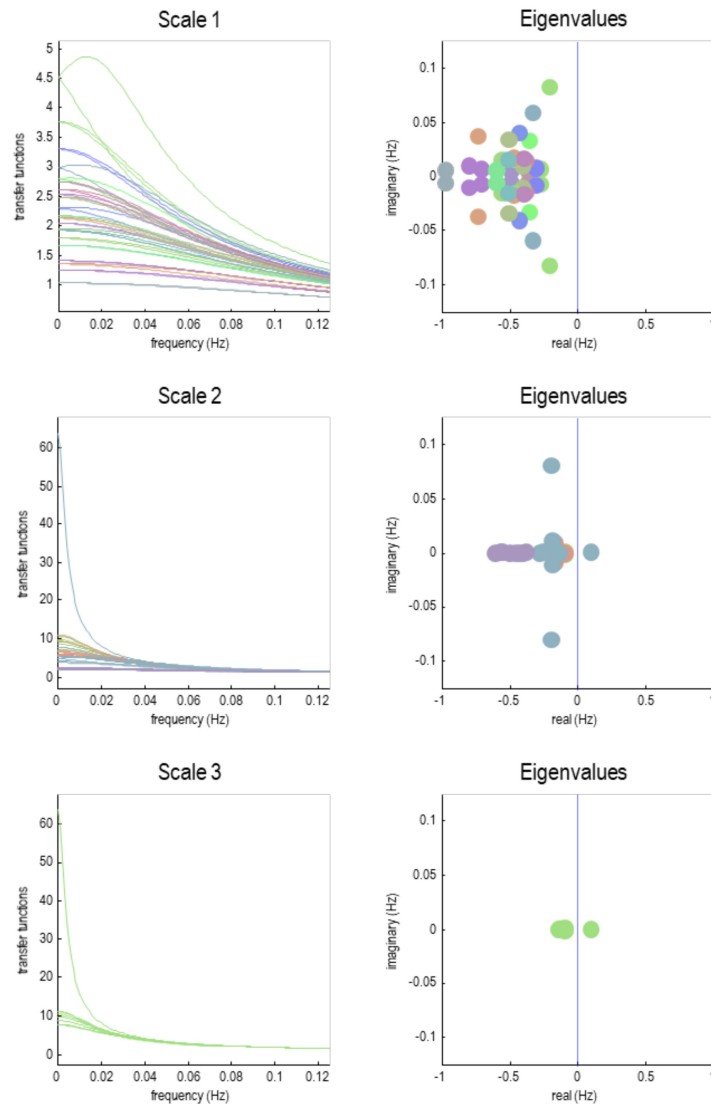 Scale 1
Eigenvalues
5
4.5
4
3.5
3
2.5
2
1.5
1
transfer functions
0 0.02 0.04 0.06 0.08 0.1 0.12
frequency (Hz)
0.1
0.05
0
-0.05
-0.1
imaginary (Hz)
-1 -0.5 0 0.5 1
real (Hz)
Scale 2
Eigenvalues
60
50
40
30
20
10
0
transfer functions
0 0.02 0.04 0.06 0.08 0.1 0.12
frequency (Hz)
0.1
0.05
0
-0.05
-0.1
imaginary (Hz)
-1 -0.5 0 0.5 1
real (Hz)
Scale 3
Eigenvalues
60
50
40
30
20
10
0
transfer functions
0 0.02 0.04 0.06 0.08 0.1 0.12
frequency (Hz)
0.1
0.05
0
-0.05
-0.1
imaginary (Hz)
-1 -0.5 0 0.5 1
real (Hz)